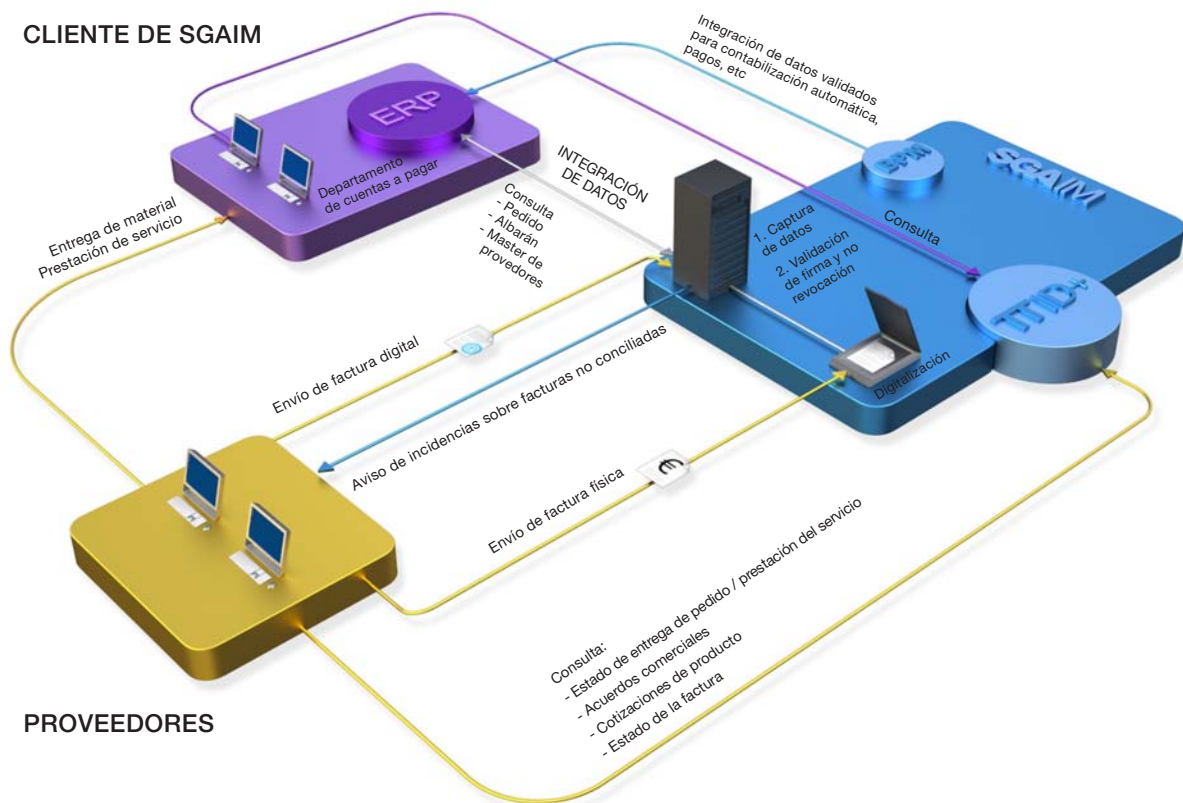 CLIENTE DE SGAIM
Integración de datos validados
para contabilización automática,
pagos, etc
ERP
BPM
SGAIM
Departamento
de cuentas a pagar
INTEGRACIÓN
DE DATOS
Consulta
- Pedido
- Albarán
- Master de
provedores
Entrega de material
Prestación de servicio
1. Captura
de datos
2. Validación
de firma y no
revocación
Consulta
Digitalización
Envío de factura digital
Aviso de incidencias sobre facturas no conciliadas
Envío de factura física
Consulta:
- Estado de entrega de pedido / prestación del servicio
- Acuerdos comerciales
- Cotizaciones de producto
- Estado de la factura
PROVEEDORES